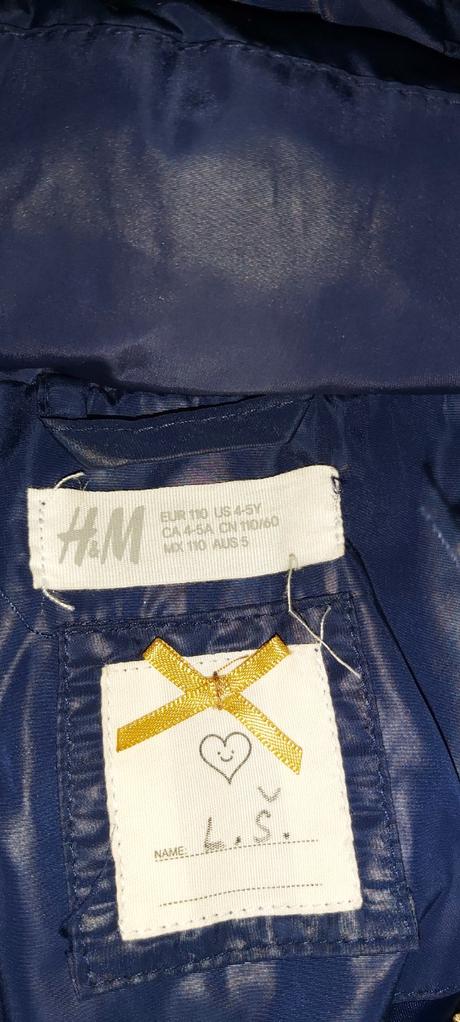 H&M
EUR 110 US 4-5Y
CA 4-5A CN 110/60
MX 110 AUS 5
NAME: L.Š.